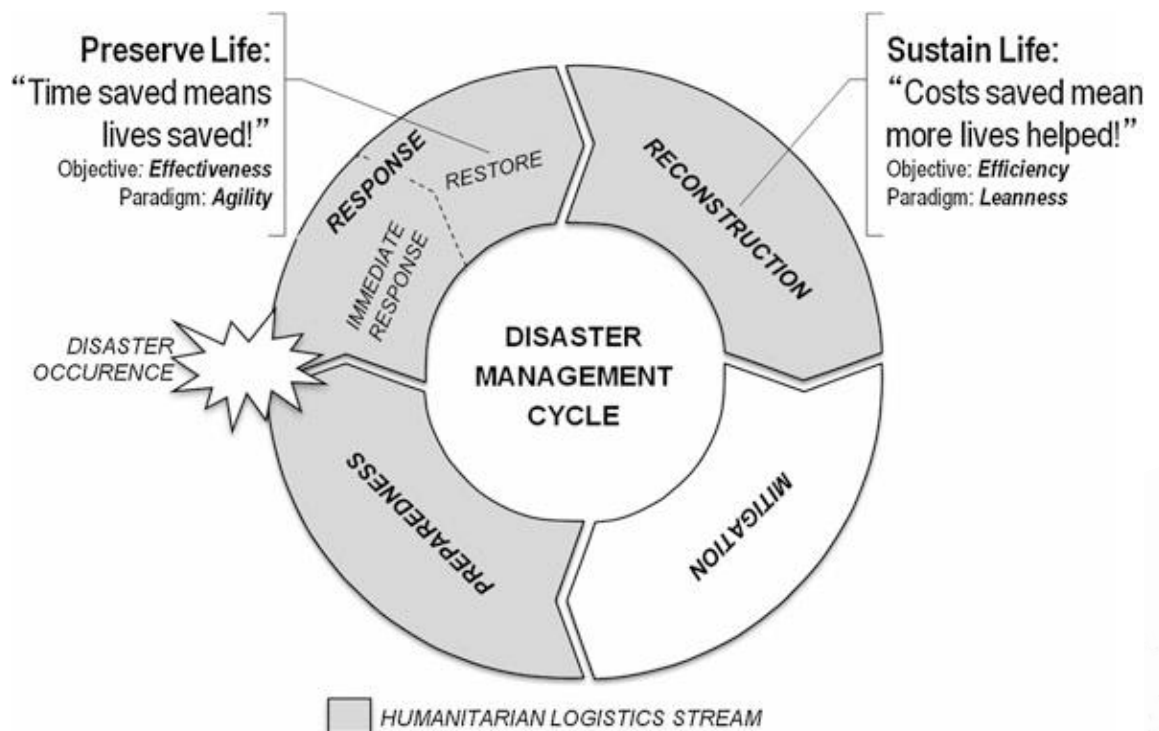 Preserve Life:
“Time saved means
lives saved!”
Objective: Effectiveness
Paradigm: Agility
Sustain Life:
“Costs saved mean
more lives helped!”
Objective: Efficiency
Paradigm: Leanness
RESPONSE
RESTORE
IMMEDIATE
RESPONSE
RECONSTRUCTION
DISASTER
OCCURENCE
DISASTER
MANAGEMENT
CYCLE
PREPAREDNESS
MITIGATION
HUMANITARIAN LOGISTICS STREAM